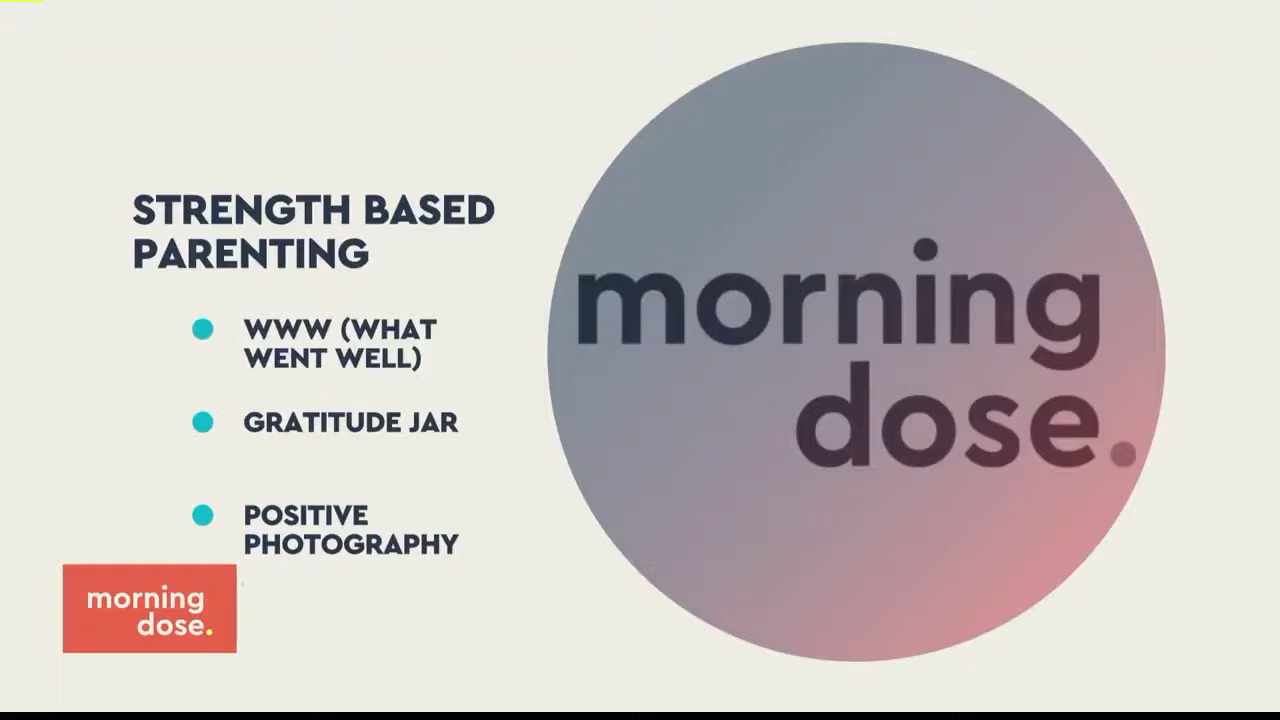 STRENGTH BASED
PARENTING
WWW (WHAT
WENT WELL)
GRATITUDE JAR
POSITIVE
PHOTOGRAPHY
morning
dose.
morning
dose.